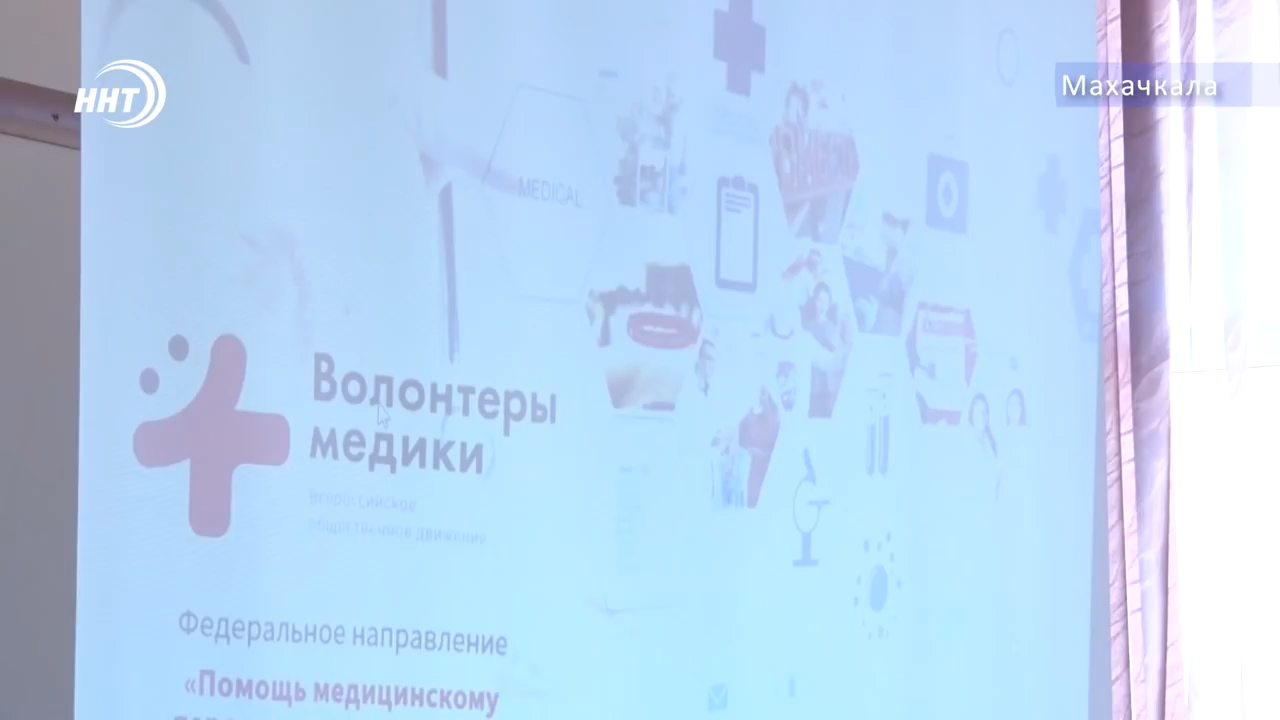 ННТ
Махачкала
MEDICAL
Волонтеры
медики
Всероссийское
общественное движение
Федеральное направление
«Помощь медицинскому